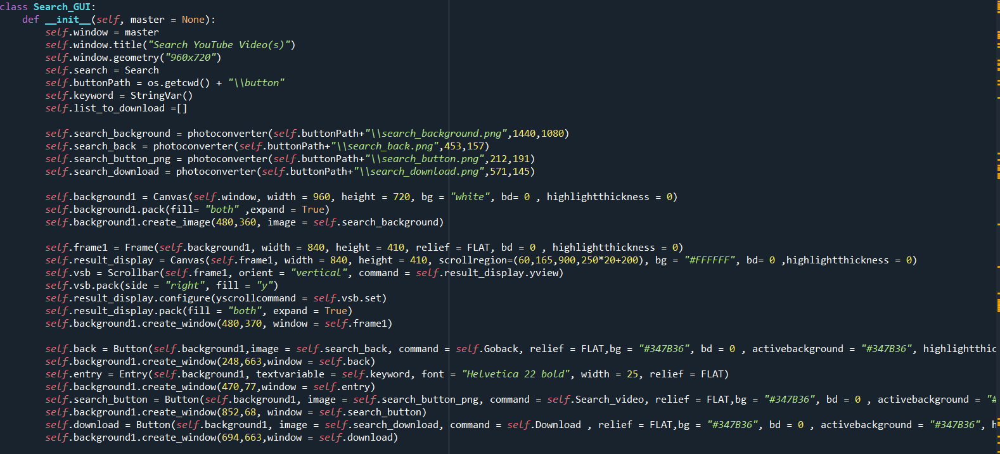 class Search_GUI:
    def __init__(self, master = None):
        self.window = master
        self.window.title("Search YouTube Video(s)")
        self.window.geometry("960x720")
        self.search = Search
        self.buttonPath = os.getcwd() + "\\button"
        self.keyword = StringVar()
        self.list_to_download =[]

        self.search_background = photoconverter(self.buttonPath+"\\search_background.png",1440,1080)
        self.search_back = photoconverter(self.buttonPath+"\\search_back.png",453,157)
        self.search_button_png = photoconverter(self.buttonPath+"\\search_button.png",212,191)
        self.search_download = photoconverter(self.buttonPath+"\\search_download.png",571,145)

        self.background1 = Canvas(self.window, width = 960, height = 720, bg = "white", bd= 0 , highlightthickness = 0)
        self.background1.pack(fill= "both" ,expand = True)
        self.background1.create_image(480,360, image = self.search_background)

        self.frame1 = Frame(self.background1, width = 840, height = 410, relief = FLAT, bd = 0 , highlightthickness = 0)
        self.result_display = Canvas(self.frame1, width = 840, height = 410, scrollregion=(60,165,900,250*20+200), bg = "#FFFFFF", bd= 0 ,highlightthickness = 0)
        self.vsb = Scrollbar(self.frame1, orient = "vertical", command = self.result_display.yview)
        self.vsb.pack(side = "right", fill = "y")
        self.result_display.configure(yscrollcommand = self.vsb.set)
        self.result_display.pack(fill = "both", expand = True)
        self.background1.create_window(480,370, window = self.frame1)

        self.back = Button(self.background1,image = self.search_back, command = self.Goback, relief = FLAT,bg = "#347B36", bd = 0 , activebackground = "#347B36", highlightthic
        self.background1.create_window(248,663,window = self.back)
        self.entry = Entry(self.background1, textvariable = self.keyword, font = "Helvetica 22 bold", width = 25, relief = FLAT)
        self.background1.create_window(470,77,window = self.entry)
        self.search_button = Button(self.background1, image = self.search_button_png, command = self.Search_video, relief = FLAT,bg = "#347B36", bd = 0 , activebackground = "#
        self.background1.create_window(852,68, window = self.search_button)
        self.download = Button(self.background1, image = self.search_download, command = self.Download , relief = FLAT,bg = "#347B36", bd = 0 , activebackground = "#347B36", h
        self.background1.create_window(694,663,window = self.download)